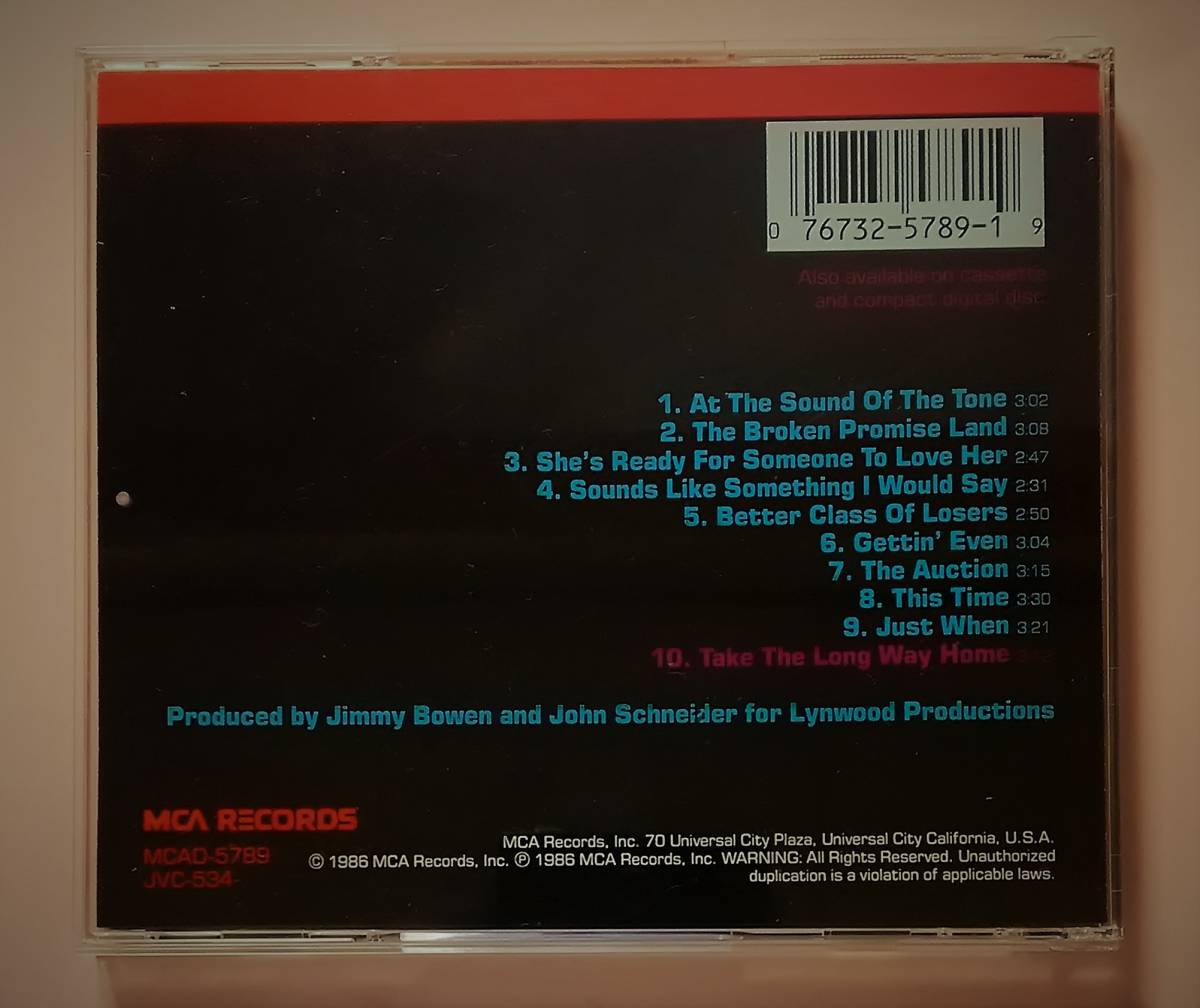 0 76732-5789-1 9
Also available on cassette
and compact digital disc.
1. At The Sound Of The Tone 3:02
2. The Broken Promise Land 3:08
3. She's Ready For Someone To Love Her 2:47
4. Sounds Like Something I Would Say 2:31
5. Better Class Of Losers 2:50
6. Gettin' Even 3:04
7. The Auction 3:15
8. This Time 3:30
9. Just When 3:21
10. Take The Long Way Home
Produced by Jimmy Bowen and John Schneider for Lynwood Productions
MCA RECORDS
MCAD-5789
JVC-534
MCA Records, Inc. 70 Universal City Plaza, Universal City California, U.S.A.
© 1986 MCA Records, Inc. ℗ 1986 MCA Records, Inc. WARNING: All Rights Reserved. Unauthorized
duplication is a violation of applicable laws.